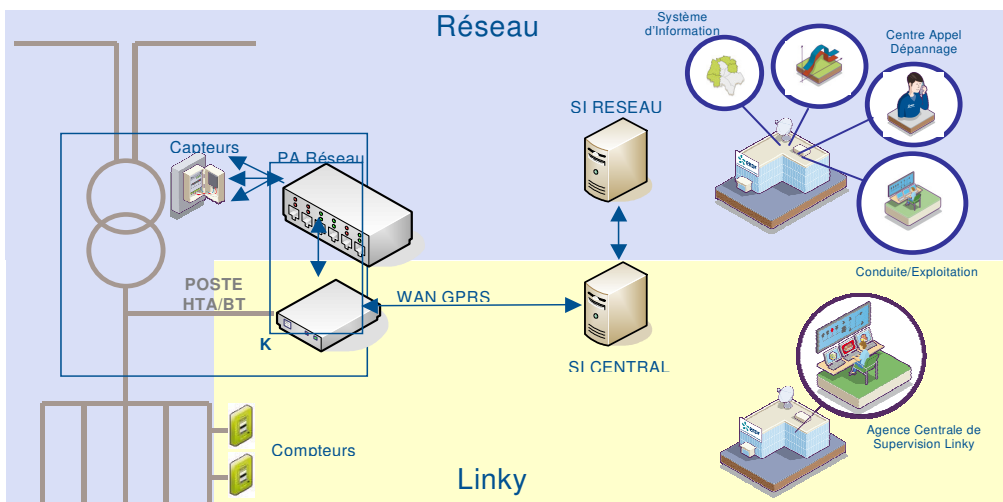 Réseau
Système
d'Information
Centre Appel
Dépannage
SI RESEAU
Capteurs
PA Réseau
Conduite/Exploitation
POSTE
HTA/BT
WAN GPRS
K
SI CENTRAL
Agence Centrale de
Supervision Linky
Compteurs
Linky